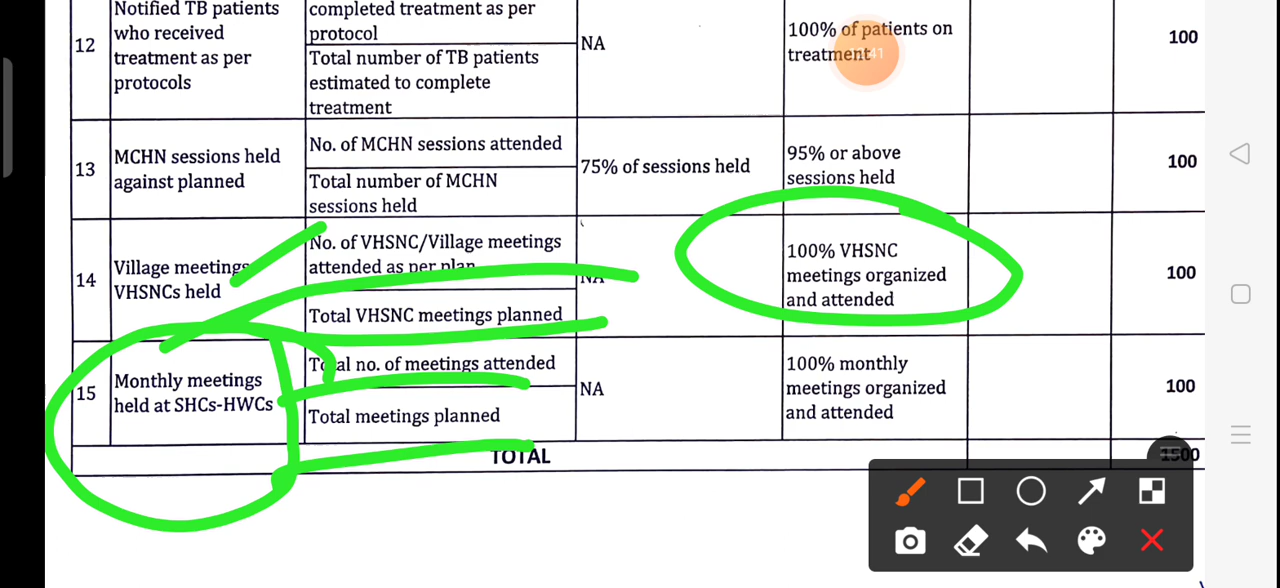 12
Notified TB patients
who received
treatment as per
protocols
completed treatment as per
protocol
Total number of TB patients
estimated to complete
treatment
NA
100% of patients on
treatment
100
13
MCHN sessions held
against planned
No. of MCHN sessions attended
Total number of MCHN
sessions held
75% of sessions held
95% or above
sessions held
100
14
Village meetings
VHSNCs held
No. of VHSNC/Village meetings
attended as per plan
Total VHSNC meetings planned
NA
100% VHSNC
meetings organized
and attended
100
15
Monthly meetings
held at SHCs-HWCs
Total no. of meetings attended
Total meetings planned
NA
100% monthly
meetings organized
and attended
100
TOTAL
1500